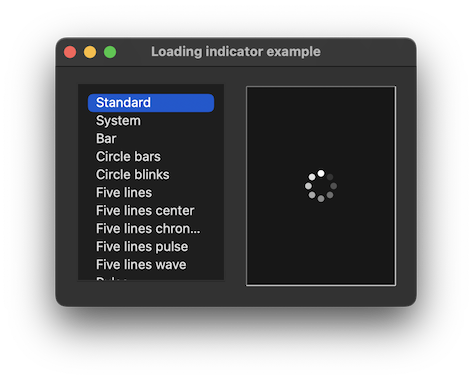 Loading indicator example
Standard
System
Bar
Circle bars
Circle blinks
Five lines
Five lines center
Five lines chron...
Five lines pulse
Five lines wave